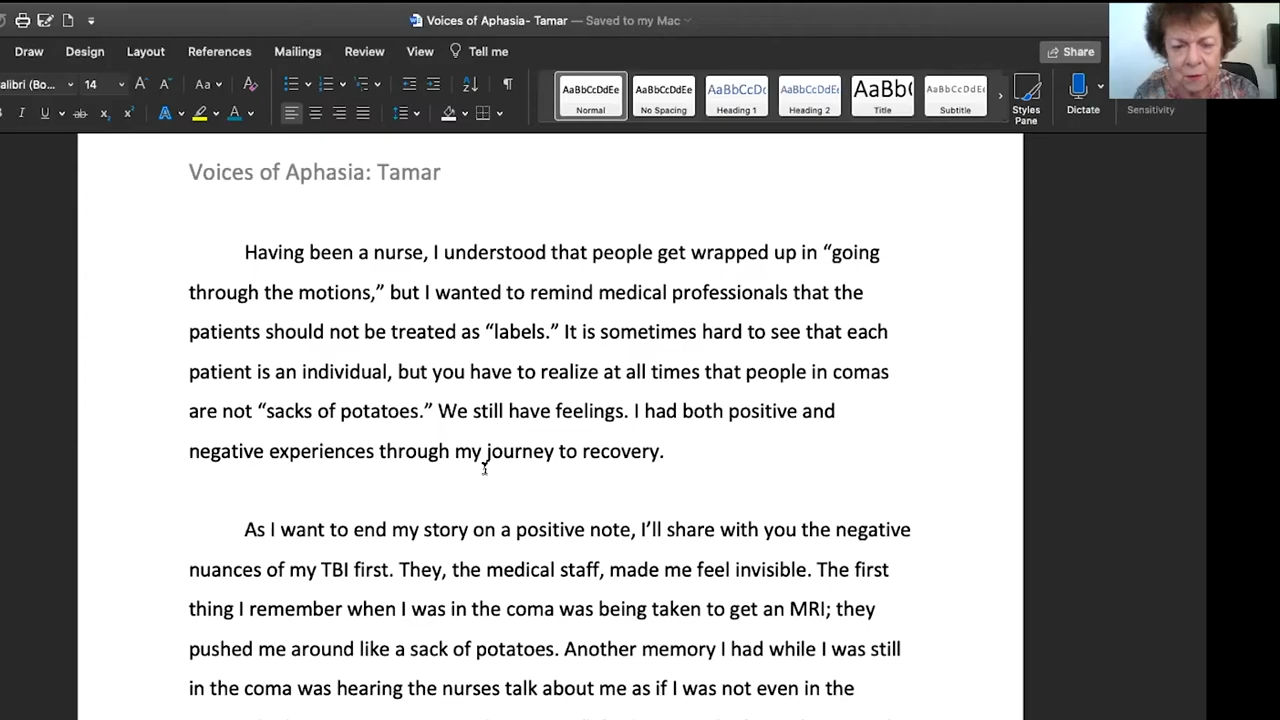 Voices of Aphasia- Tamar — Saved to my Mac
Draw Design Layout References Mailings Review View Tell me Share
alibri (Bo... 14 Aa
AaBbCcDdEe AaBbCcDdEe AaBbCcDc AaBbCcDdEe AaBb( AaBbCcDdEe
Normal No Spacing Heading 1 Heading 2 Title Subtitle Styles Pane Dictate Sensitivity
Voices of Aphasia: Tamar
Having been a nurse, I understood that people get wrapped up in “going
through the motions,” but I wanted to remind medical professionals that the
patients should not be treated as “labels.” It is sometimes hard to see that each
patient is an individual, but you have to realize at all times that people in comas
are not “sacks of potatoes.” We still have feelings. I had both positive and
negative experiences through my journey to recovery.
As I want to end my story on a positive note, I’ll share with you the negative
nuances of my TBI first. They, the medical staff, made me feel invisible. The first
thing I remember when I was in the coma was being taken to get an MRI; they
pushed me around like a sack of potatoes. Another memory I had while I was still
in the coma was hearing the nurses talk about me as if I was not even in the